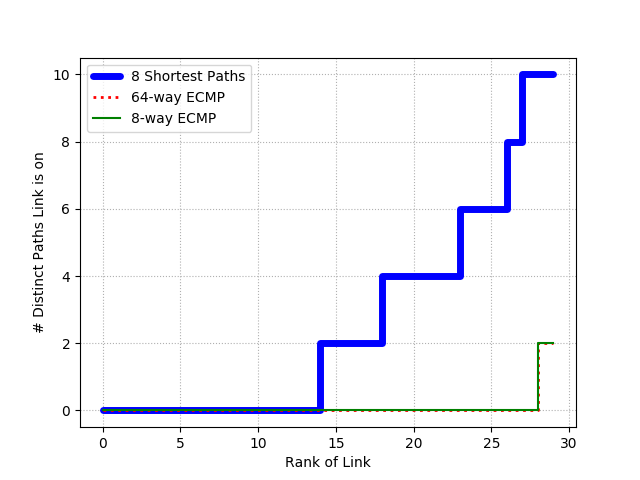 8 Shortest Paths
64-way ECMP
8-way ECMP
10
8
6
4
2
0
# Distinct Paths Link is on
0 5 10 15 20 25 30
Rank of Link